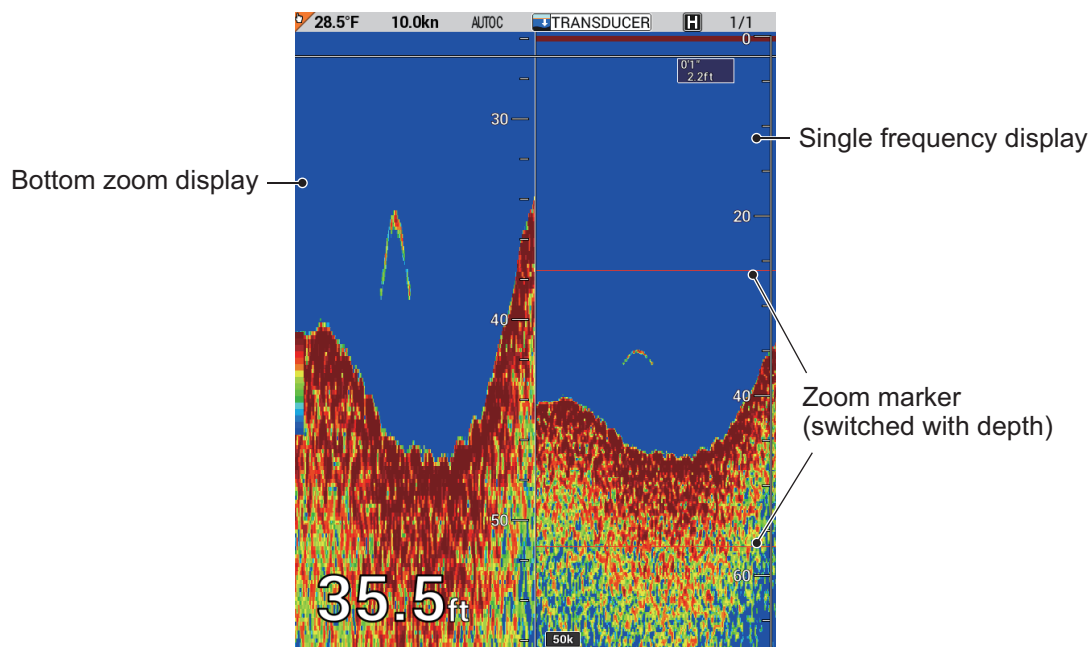 28.5°F 10.0kn AUTOC TRANSDUCER H 1/1
0
0'1"
2.2ft
30
Single frequency display
Bottom zoom display
20
40
Zoom marker
(switched with depth)
40
50
60
35.5ft
50k